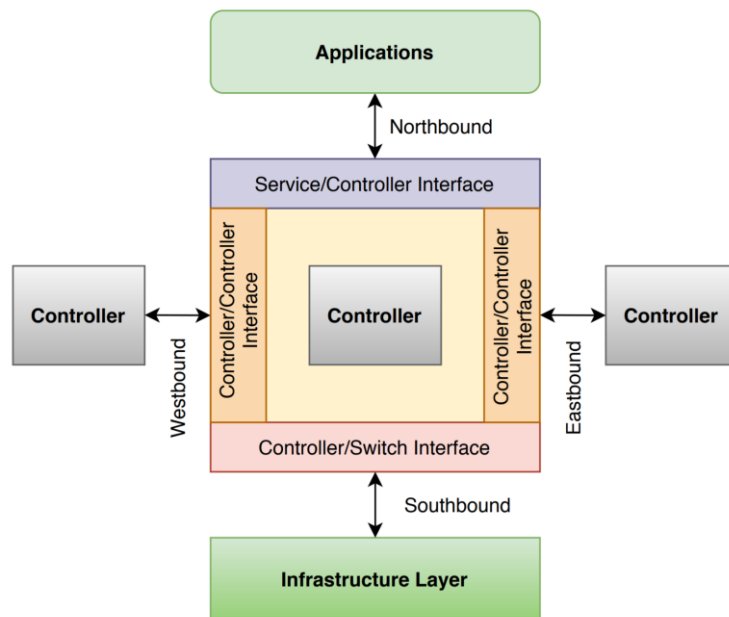 Applications
Northbound
Service/Controller Interface
Controller/Controller
Interface
Controller/Controller
Interface
Controller
Westbound
Controller
Eastbound
Controller
Controller/Switch Interface
Southbound
Infrastructure Layer